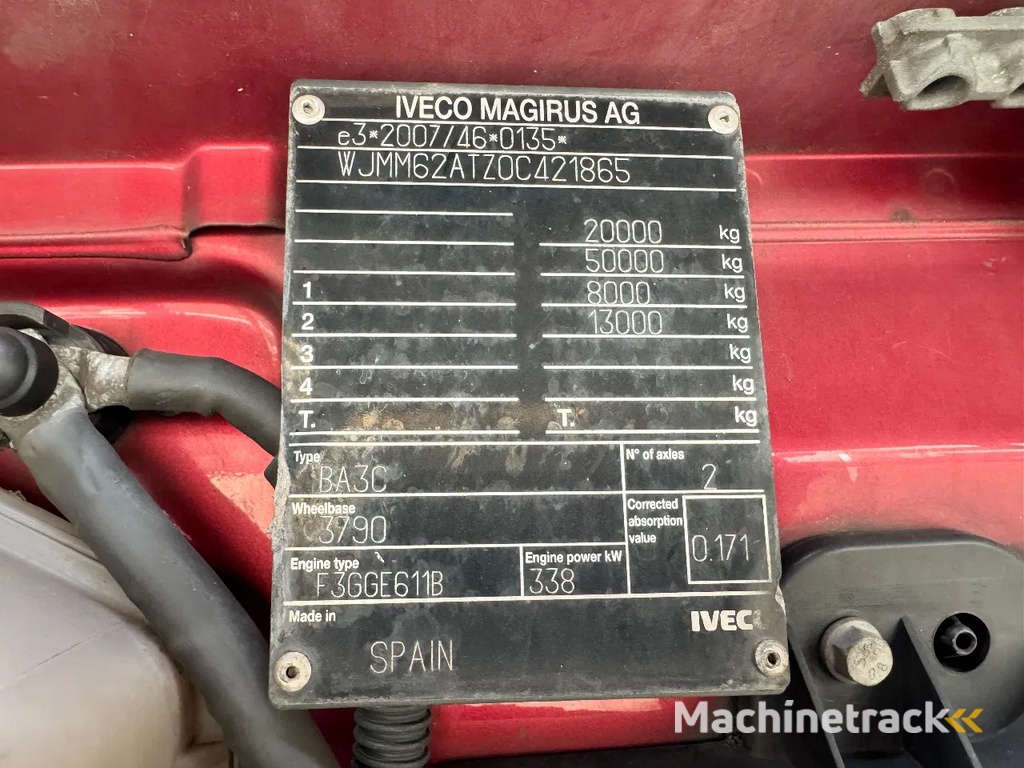 IVECO MAGIRUS AG
e3*2007/46*0135*
WJMM62ATZ0C421865
20000 kg
50000 kg
1 8000 kg
2 13000 kg
3 kg
4 kg
T. T. kg
Type BA3C
N° of axles 2
Wheelbase 3790
Corrected absorption value 0.171
Engine type F3GGE611B
Engine power kW 338
Made in SPAIN
IVECO
Machinetrack